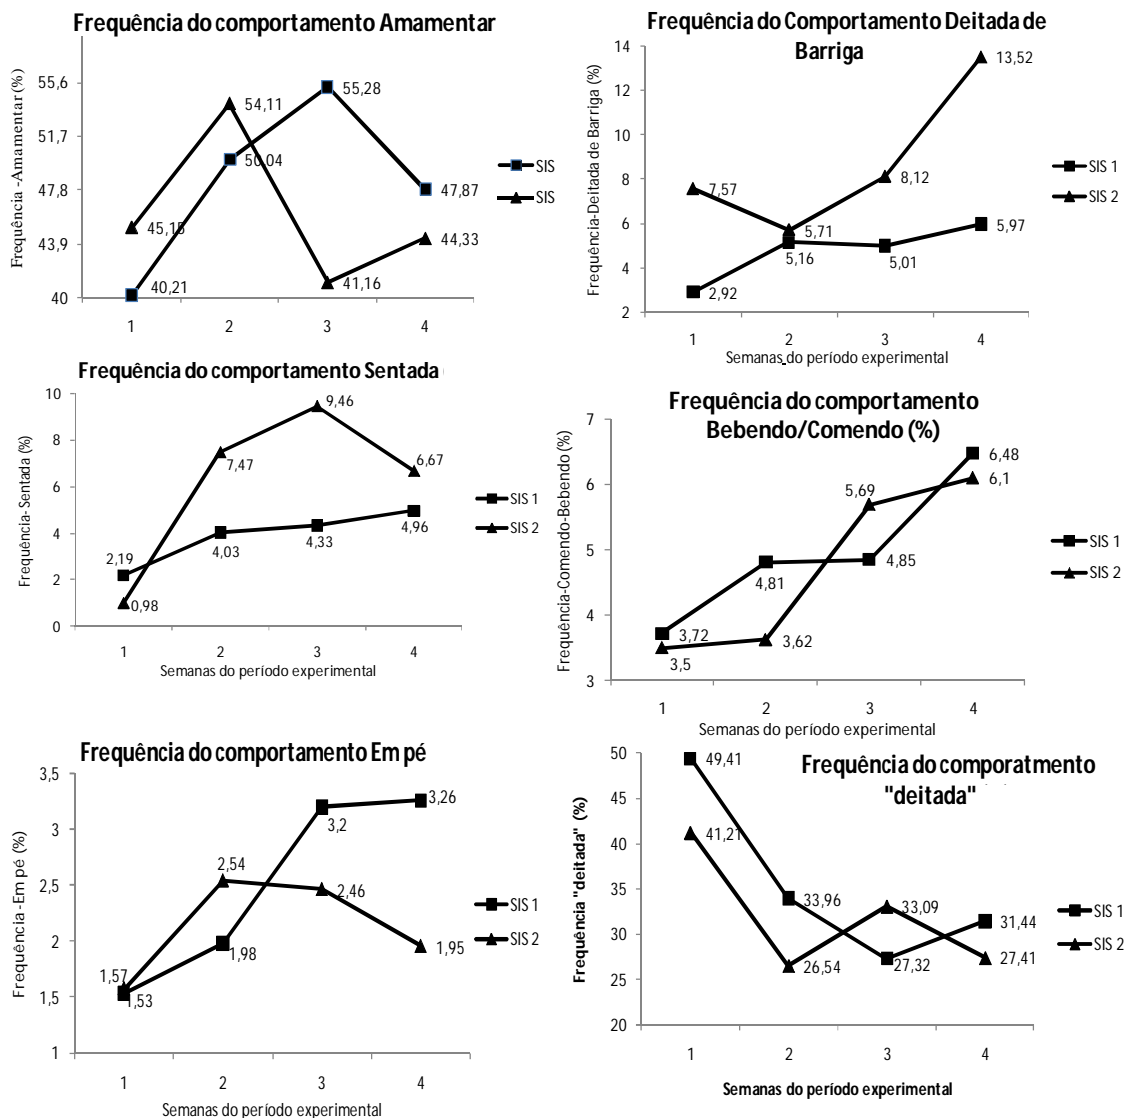 Frequência do comportamento Amamentar
Frequência -Amamentar (%)
55,6
51,7
47,8
43,9
40
45,15
54,11
41,16
44,33
40,21
50,04
55,28
47,87
1 2 3 4
SIS
SIS
Frequência do Comportamento Deitada de
Barriga
Frequência-Deitada de Barriga (%)
14
12
10
8
6
4
2
7,57
5,71
8,12
13,52
2,92
5,16
5,01
5,97
1 2 3 4
Semanas do período experimental
SIS 1
SIS 2
Frequência do comportamento Sentada
Frequência- Sentada (%)
10
8
6
4
2
0
2,19
4,03
4,33
4,96
0,98
7,47
9,46
6,67
1 2 3 4
Semanas do período experimental
SIS 1
SIS 2
Frequência do comportamento
Bebendo/Comendo (%)
Frequência-Comendo-Bebendo (%)
7
6
5
4
3
3,72
4,81
4,85
6,48
3,5
3,62
5,69
6,1
1 2 3 4
Semanas do período experimental
SIS 1
SIS 2
Frequência do comportamento Em pé
Frequência -Em pé (%)
3,5
3
2,5
2
1,5
1
1,57
2,54
2,46
1,95
1,53
1,98
3,2
3,26
1 2 3 4
Semanas do período experimental
SIS 1
SIS 2
Frequência do comporatmento
"deitada"
Frequência "deitada" (%)
50
45
40
35
30
25
20
49,41
33,96
27,32
31,44
41,21
26,54
33,09
27,41
1 2 3 4
Semanas do período experimental
SIS 1
SIS 2